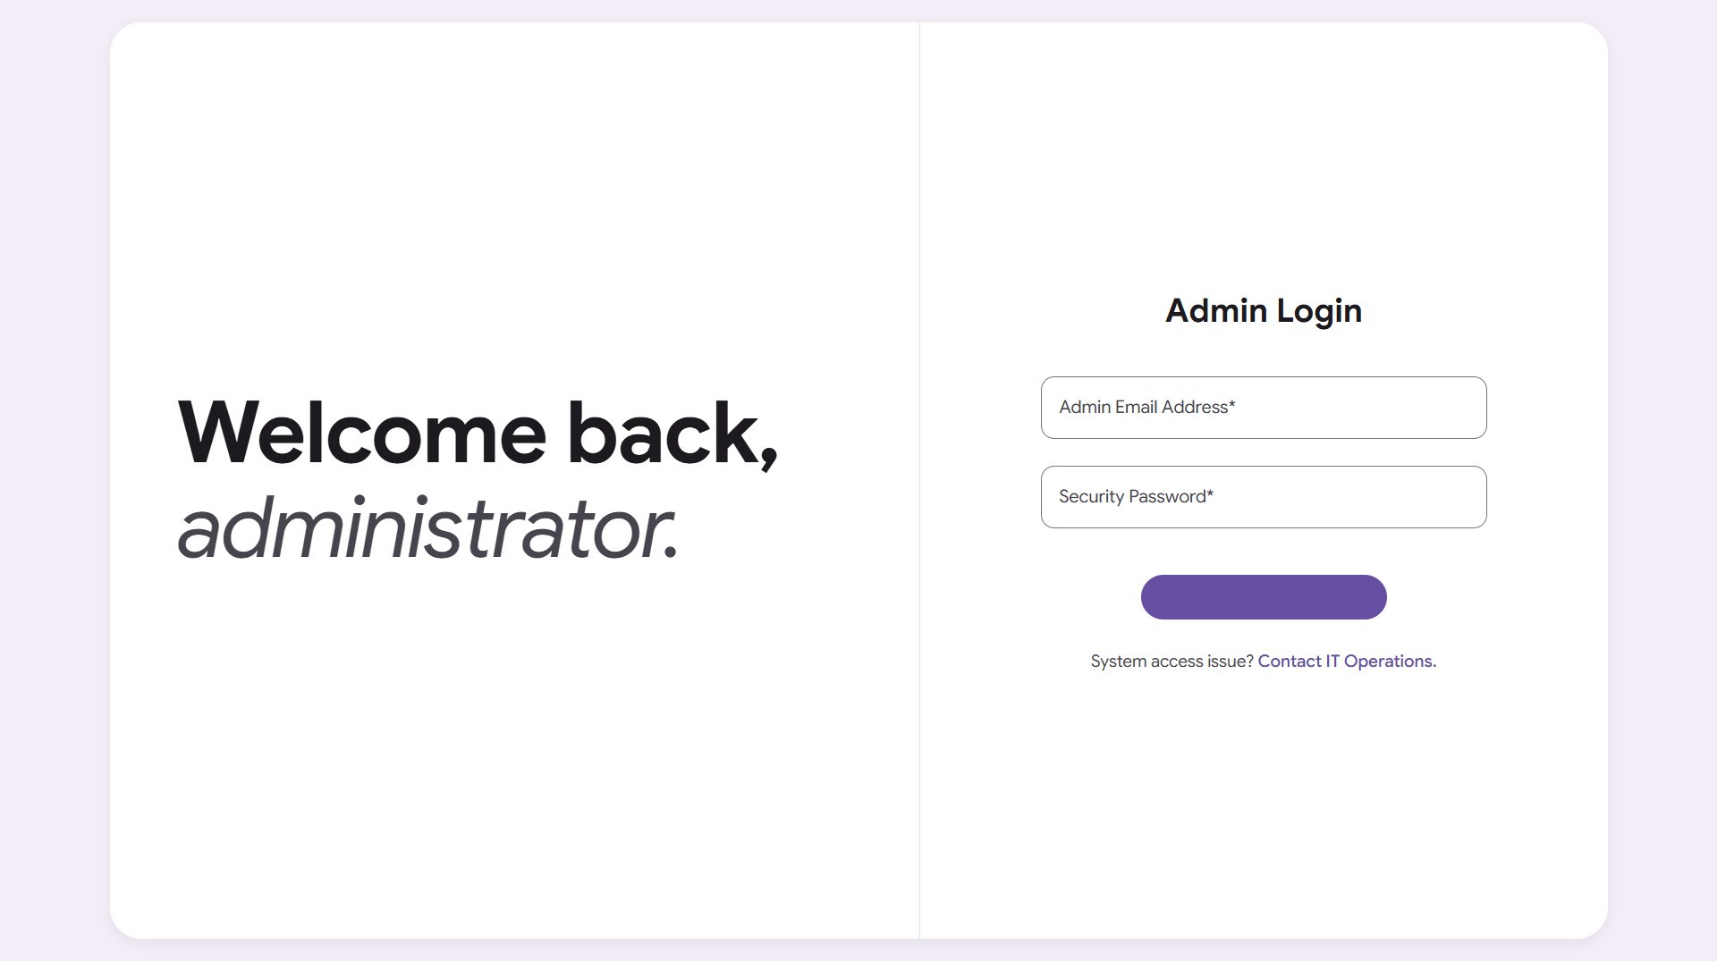 Welcome back,
administrator.
Admin Login
Admin Email Address*
Security Password*
System access issue? Contact IT Operations.